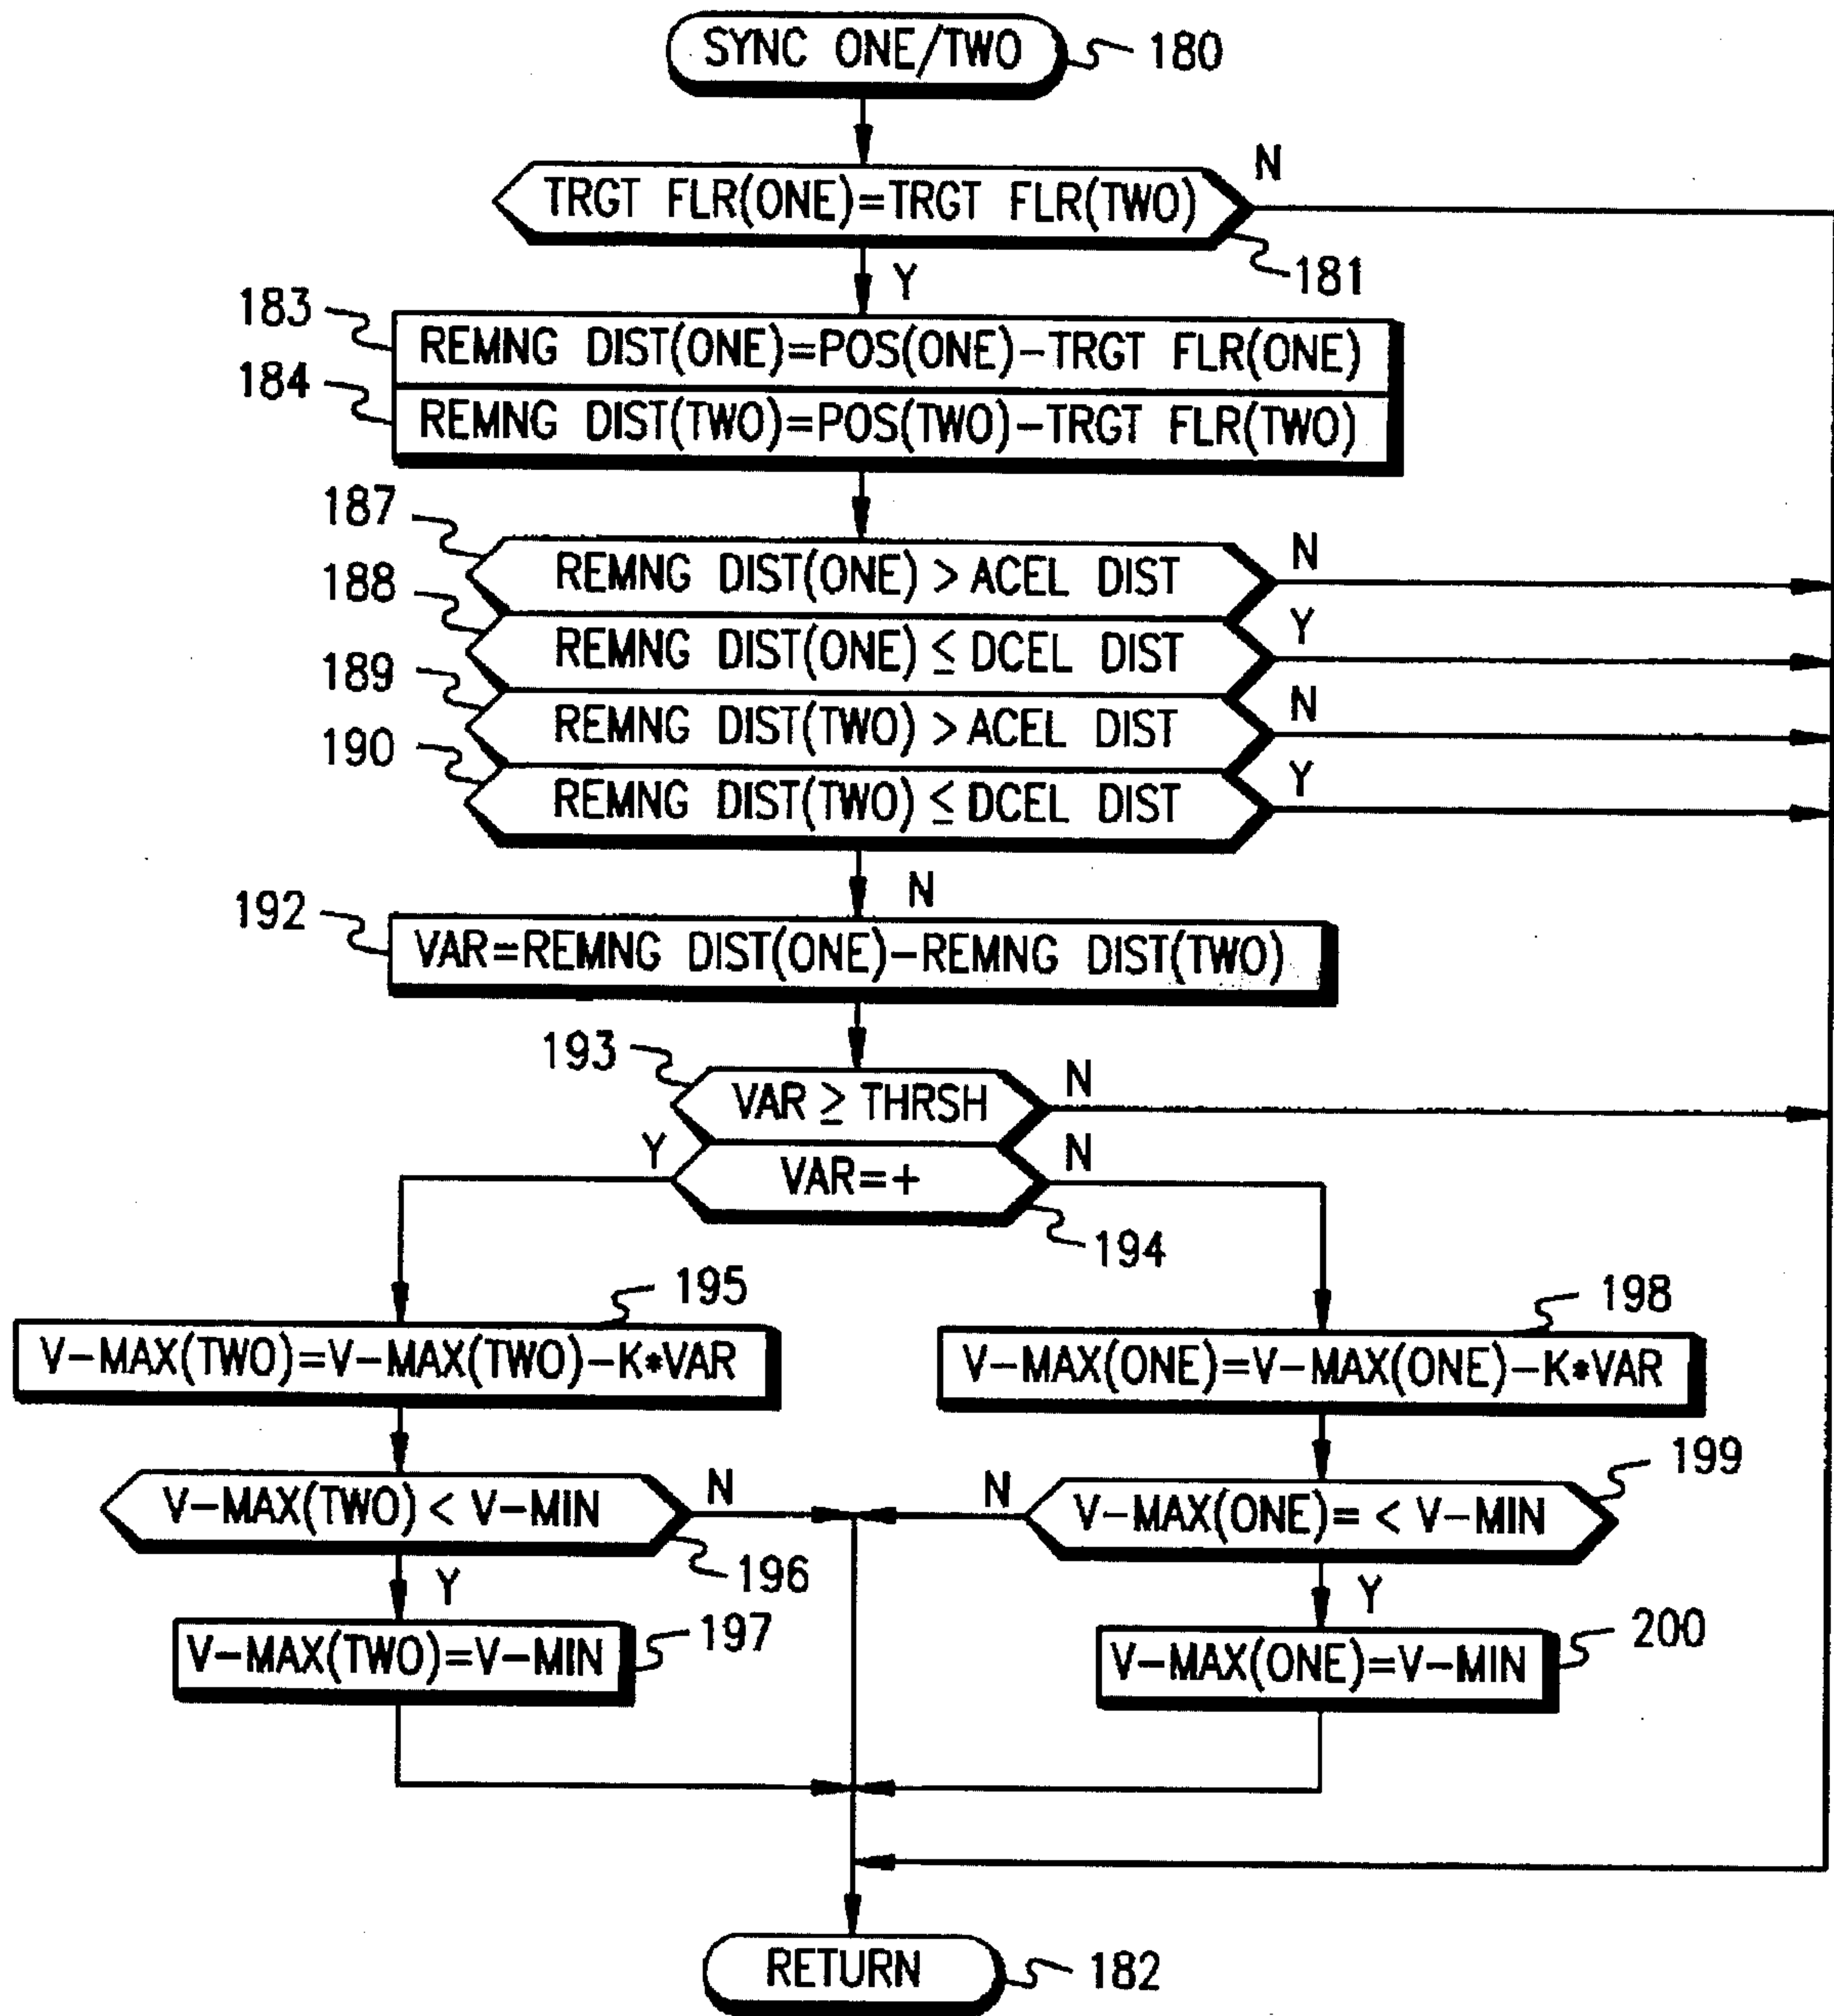 SYNC ONE/TWO
180
TRGT FLR(ONE)=TRGT FLR(TWO)
N
181
Y
183
REMNG DIST(ONE)=POS(ONE)-TRGT FLR(ONE)
184
REMNG DIST(TWO)=POS(TWO)-TRGT FLR(TWO)
187
REMNG DIST(ONE) > ACEL DIST
N
188
REMNG DIST(ONE) ≤ DCEL DIST
Y
189
REMNG DIST(TWO) > ACEL DIST
N
190
REMNG DIST(TWO) ≤ DCEL DIST
Y
N
192
VAR=REMNG DIST(ONE)-REMNG DIST(TWO)
193
VAR ≥ THRSH
N
Y
VAR=+
N
194
195
V-MAX(TWO)=V-MAX(TWO)-K*VAR
198
V-MAX(ONE)=V-MAX(ONE)-K*VAR
V-MAX(TWO) < V-MIN
N
196
N
V-MAX(ONE)= < V-MIN
199
Y
V-MAX(TWO)=V-MIN
197
Y
V-MAX(ONE)=V-MIN
200
RETURN
182